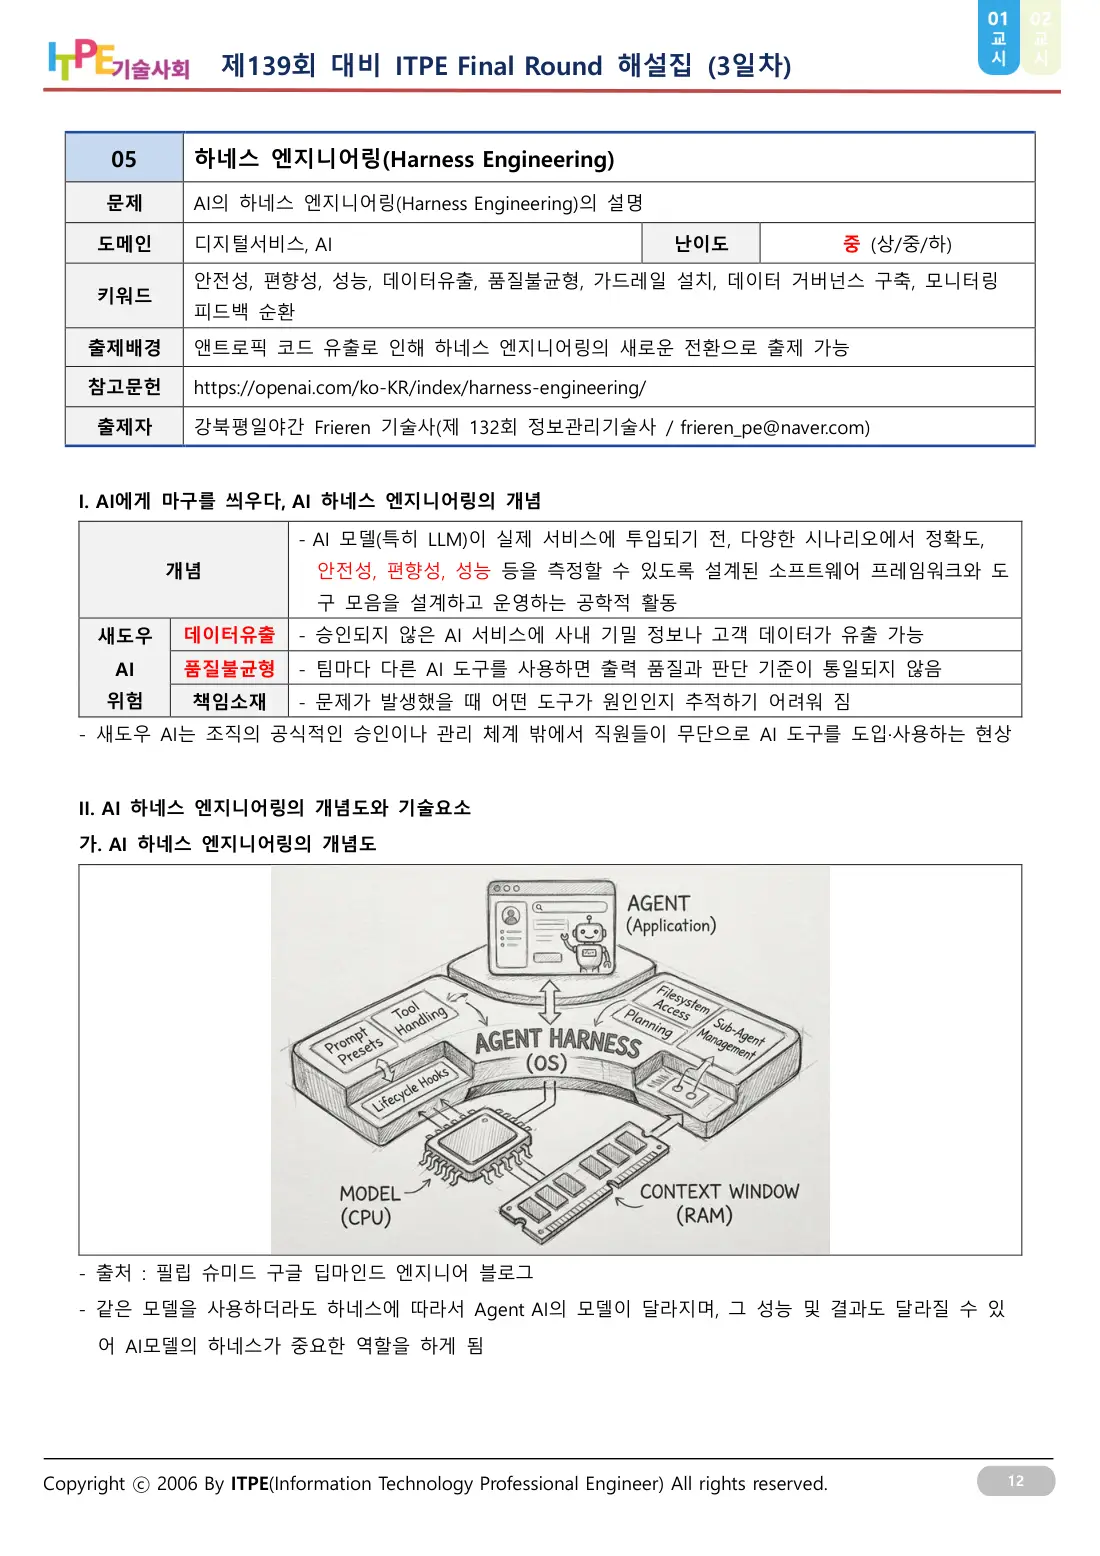 ITPE기술사회
제139회 대비 ITPE Final Round 해설집 (3일차)
01
교
시
02
교
시
05
하네스 엔지니어링(Harness Engineering)
문제
AI의 하네스 엔지니어링(Harness Engineering)의 설명
도메인
디지털서비스, AI
난이도
중 (상/중/하)
키워드
안전성, 편향성, 성능, 데이터유출, 품질불균형, 가드레일 설치, 데이터 거버넌스 구축, 모니터링
피드백 순환
출제배경
앤트로픽 코드 유출로 인해 하네스 엔지니어링의 새로운 전환으로 출제 가능
참고문헌
https://openai.com/ko-KR/index/harness-engineering/
출제자
강북평일야간 Frieren 기술사(제 132회 정보관리기술사 / frieren_pe@naver.com)
I. AI에게 마구를 씌우다, AI 하네스 엔지니어링의 개념
개념
- AI 모델(특히 LLM)이 실제 서비스에 투입되기 전, 다양한 시나리오에서 정확도,
안전성, 편향성, 성능 등을 측정할 수 있도록 설계된 소프트웨어 프레임워크와 도
구 모음을 설계하고 운영하는 공학적 활동
새도우
AI
위험
데이터유출
- 승인되지 않은 AI 서비스에 사내 기밀 정보나 고객 데이터가 유출 가능
품질불균형
- 팀마다 다른 AI 도구를 사용하면 출력 품질과 판단 기준이 통일되지 않음
책임소재
- 문제가 발생했을 때 어떤 도구가 원인인지 추적하기 어려워 짐
- 새도우 AI는 조직의 공식적인 승인이나 관리 체계 밖에서 직원들이 무단으로 AI 도구를 도입·사용하는 현상
II. AI 하네스 엔지니어링의 개념도와 기술요소
가. AI 하네스 엔지니어링의 개념도
AGENT
(Application)
Prompt
Presets
Tool
Handling
Lifecycle Hooks
AGENT HARNESS
(OS)
Filesystem
Access
Planning
Sub-Agent
Management
MODEL
(CPU)
CONTEXT WINDOW
(RAM)
- 출처 : 필립 슈미드 구글 딥마인드 엔지니어 블로그
- 같은 모델을 사용하더라도 하네스에 따라서 Agent AI의 모델이 달라지며, 그 성능 및 결과도 달라질 수 있
어 AI모델의 하네스가 중요한 역할을 하게 됨
Copyright ⓒ 2006 By ITPE(Information Technology Professional Engineer) All rights reserved.
12